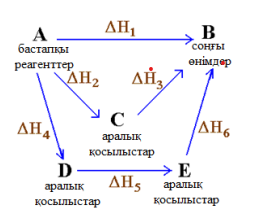 A ΔH₁ B
бастапқы
реагенттер
соңғы
өнімдер
ΔH₂ ΔH₃
C
аралық
қосылыстар
ΔH₄ ΔH₆
D ΔH₅ E
аралық
қосылыстар
аралық
қосылыстар